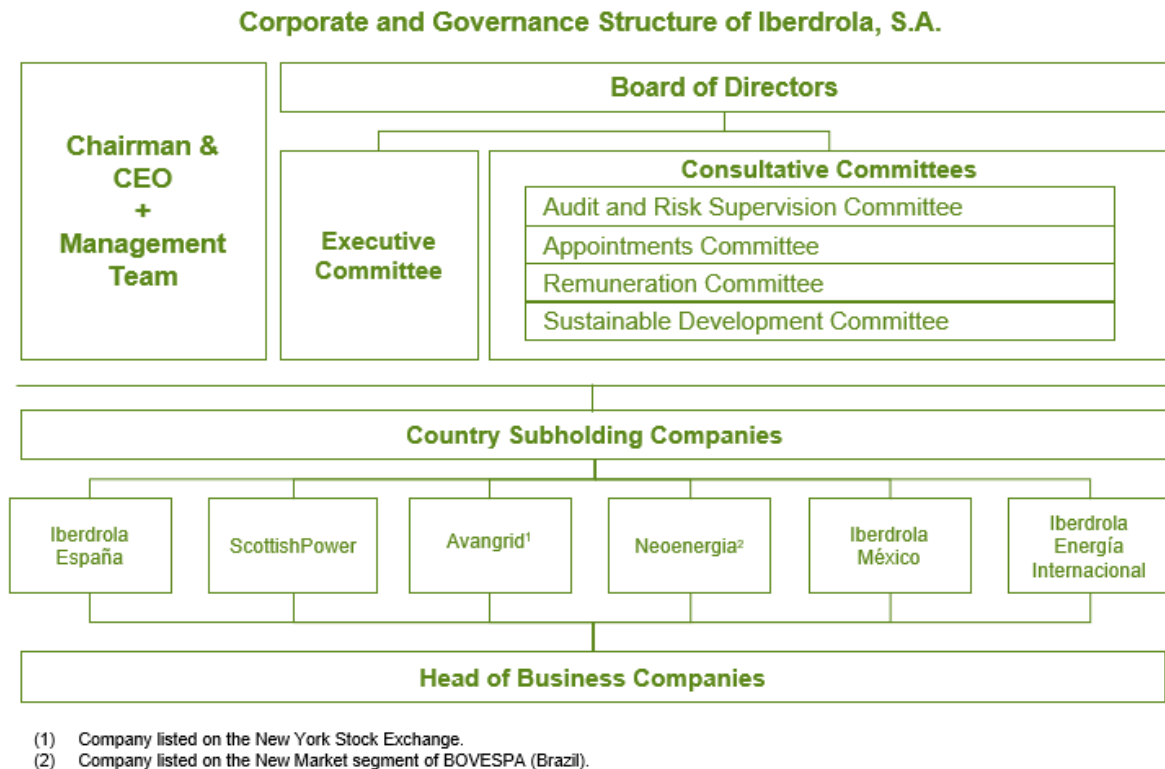 Corporate and Governance Structure of Iberdrola, S.A.
Chairman &
CEO
+
Management
Team
Board of Directors
Executive
Committee
Consultative Committees
Audit and Risk Supervision Committee
Appointments Committee
Remuneration Committee
Sustainable Development Committee
Country Subholding Companies
Iberdrola
España
ScottishPower
Avangrid¹
Neoenergia²
Iberdrola
México
Iberdrola
Energía
Internacional
Head of Business Companies
(1) Company listed on the New York Stock Exchange.
(2) Company listed on the New Market segment of BOVESPA (Brazil).